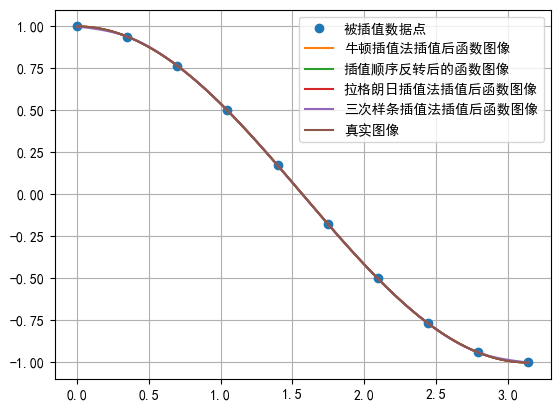 被插值数据点
牛顿插值法插值后函数图像
插值顺序反转后的函数图像
拉格朗日插值法插值后函数图像
三次样条插值法插值后函数图像
真实图像
1.00
0.75
0.50
0.25
0.00
−0.25
−0.50
−0.75
−1.00
0.0 0.5 1.0 1.5 2.0 2.5 3.0